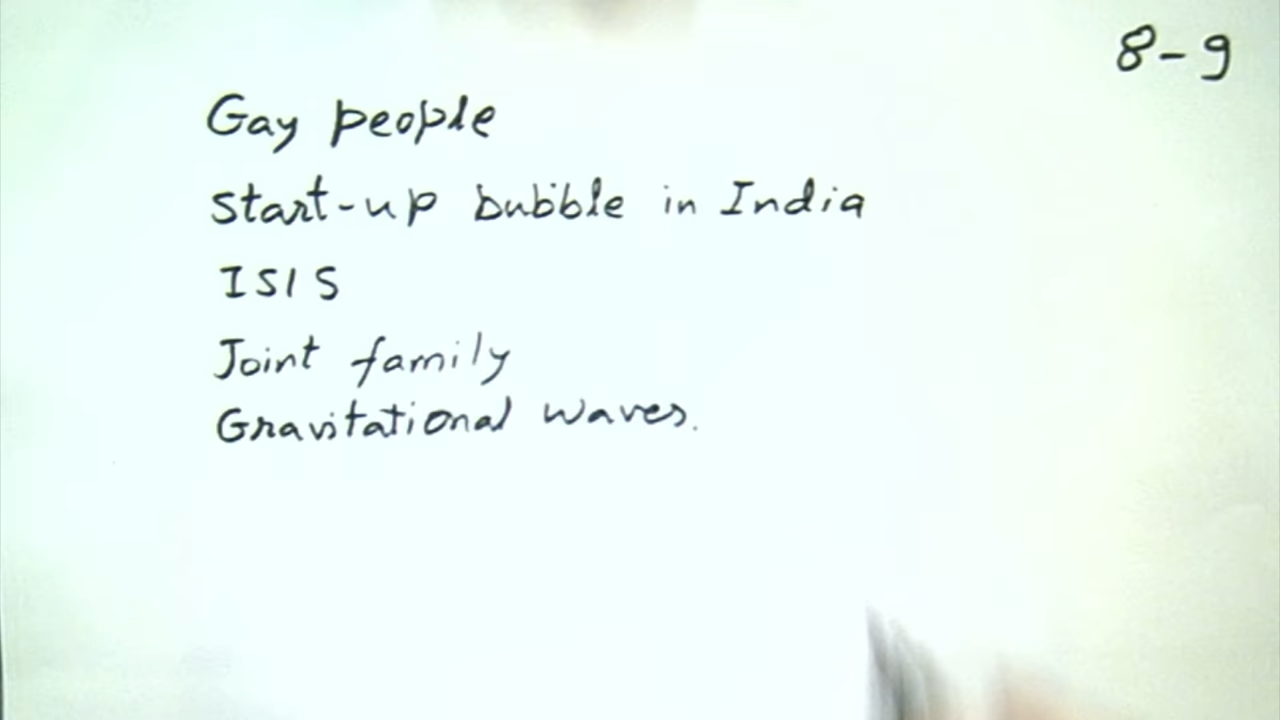 8-9
Gay people
Start-up bubble in India
ISIS
Joint family
Gravitational waves.